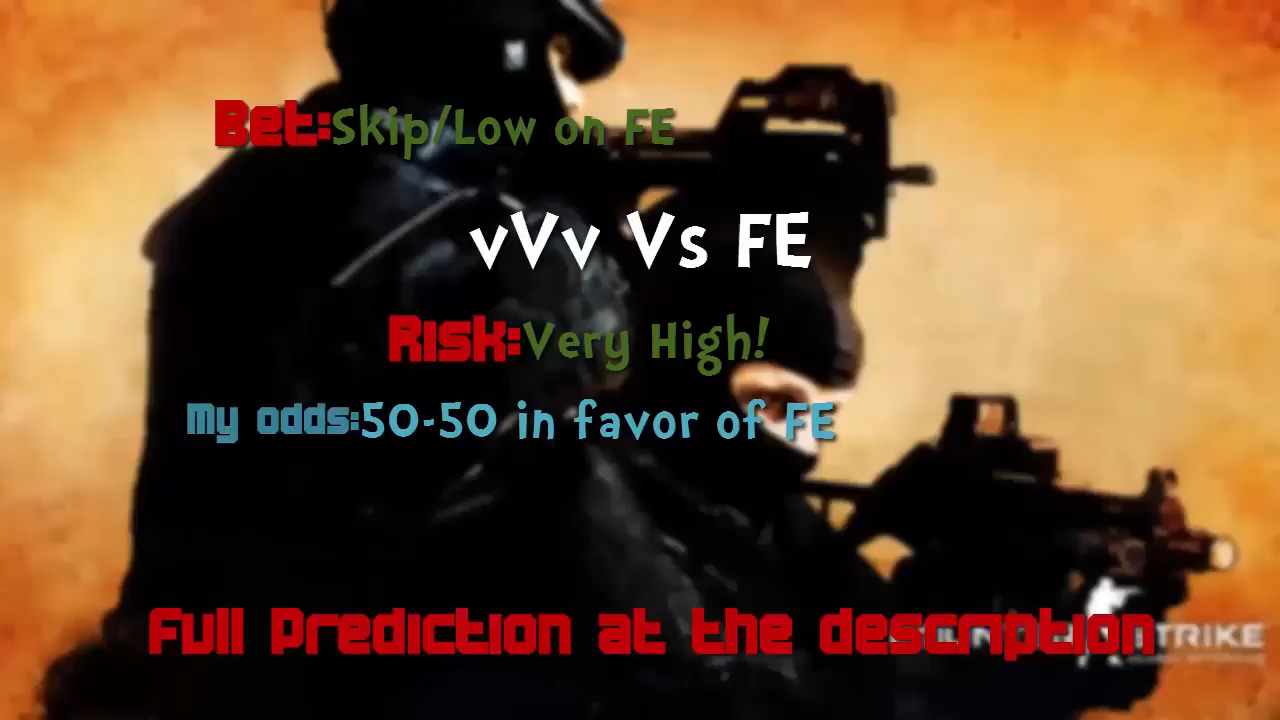 Bet:Skip/Low on FE
vVv Vs FE
Risk:Very High!
My odds:50-50 in favor of FE
Full Prediction at the description
TRIKE